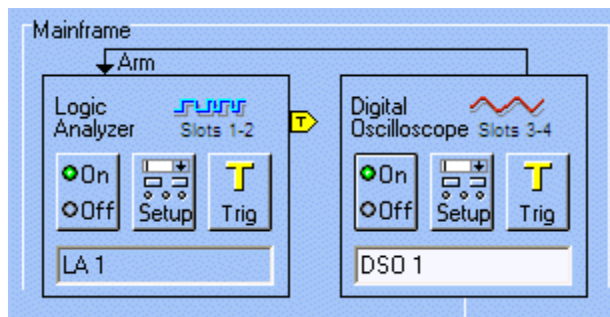 Mainframe
Arm
Logic
Analyzer Slots 1-2
On
Off
Setup
T
Trig
LA 1
T
Digital
Oscilloscope Slots 3-4
On
Off
Setup
T
Trig
DSO 1